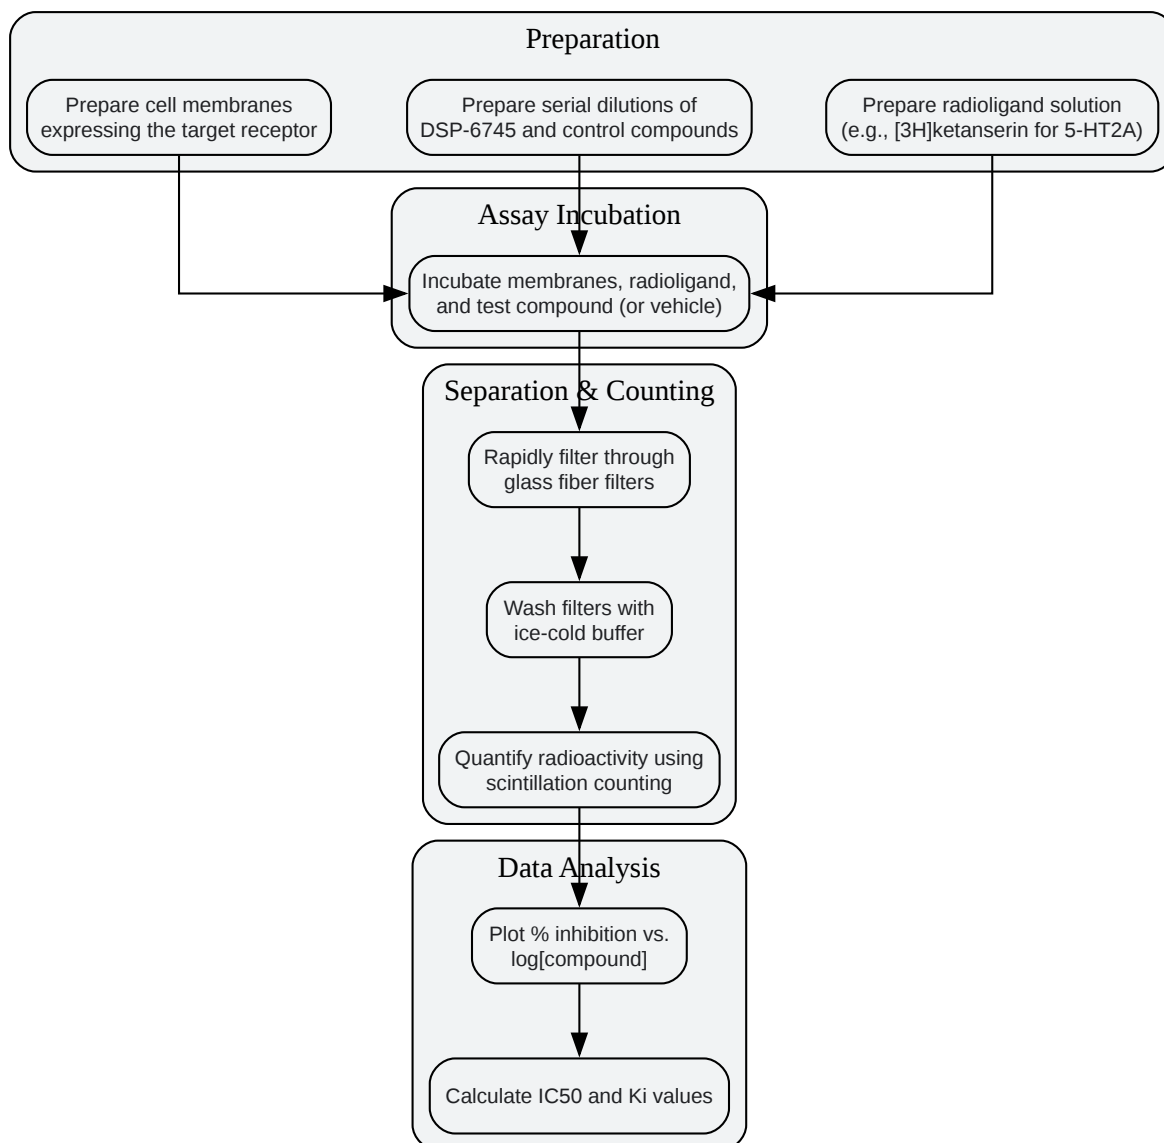 Preparation
Prepare cell membranes
expressing the target receptor
Prepare serial dilutions of
DSP-6745 and control compounds
Prepare radioligand solution
(e.g., [3H]ketanserin for 5-HT2A)
Assay Incubation
Incubate membranes, radioligand,
and test compound (or vehicle)
Separation & Counting
Rapidly filter through
glass fiber filters
Wash filters with
ice-cold buffer
Quantify radioactivity using
scintillation counting
Data Analysis
Plot % inhibition vs.
log[compound]
Calculate IC50 and Ki values